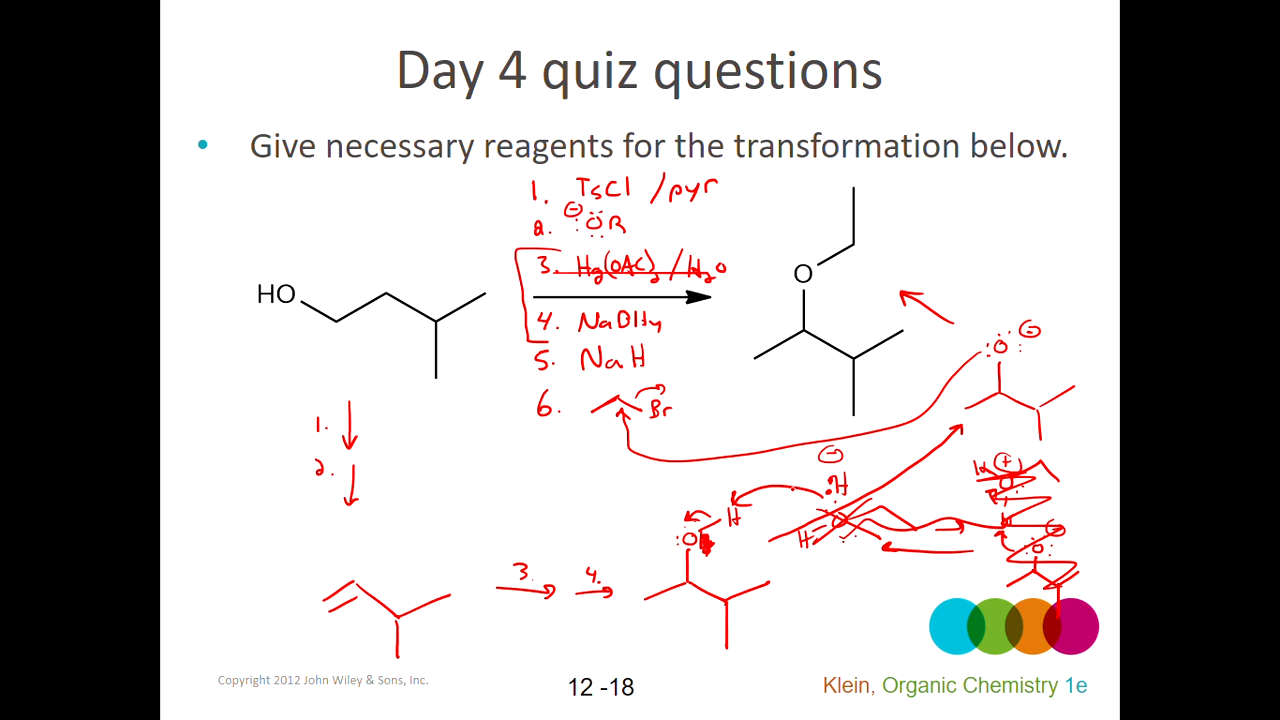 Day 4 quiz questions
• Give necessary reagents for the transformation below.
1. TsCl /pyr
2. ⊖:ÖR
3. Hg(OAc)2/H2O
4. NaBH4
5. NaH
6. Br
HO
O
:O: ⊖
1.
2.
3.
4.
:O
H
⊖
:H
H
O
Copyright 2012 John Wiley & Sons, Inc.
12 -18
Klein, Organic Chemistry 1e